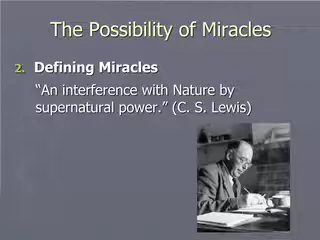 The Possibility of Miracles
2. Defining Miracles
“An interference with Nature by
supernatural power.” (C. S. Lewis)